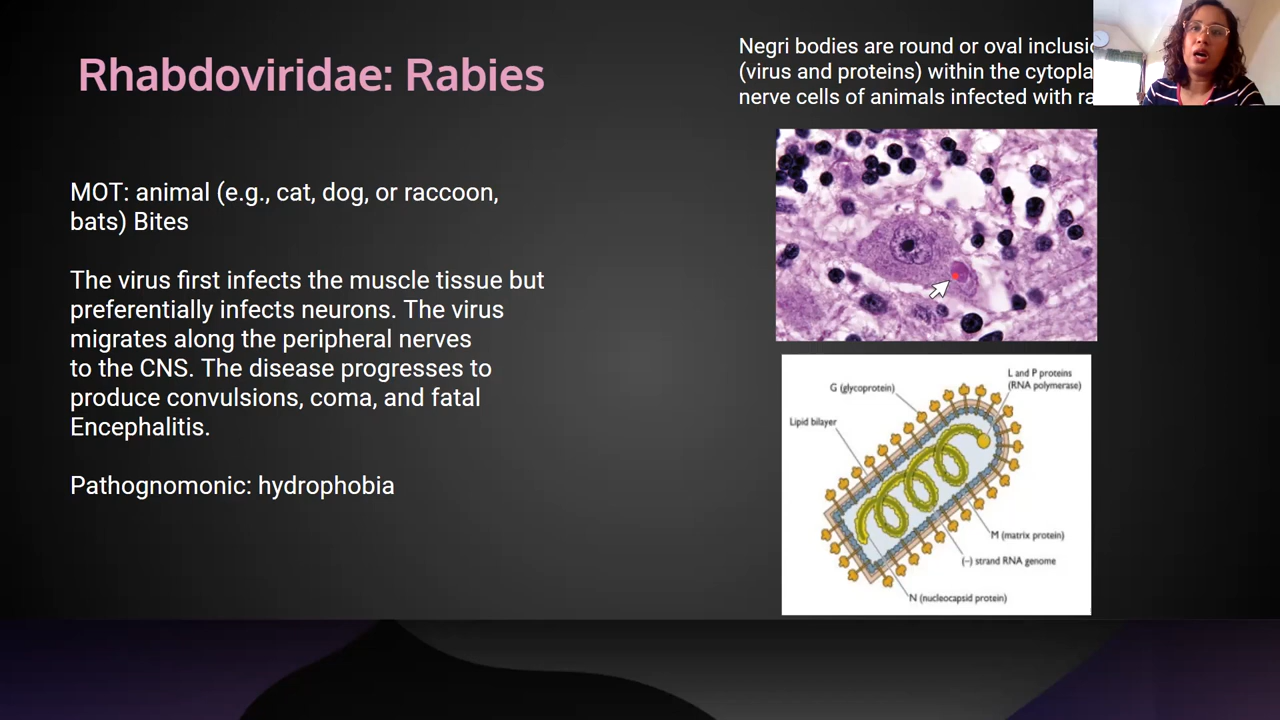 Rhabdoviridae: Rabies
MOT: animal (e.g., cat, dog, or raccoon,
bats) Bites
The virus first infects the muscle tissue but
preferentially infects neurons. The virus
migrates along the peripheral nerves
to the CNS. The disease progresses to
produce convulsions, coma, and fatal
Encephalitis.
Pathognomonic: hydrophobia
Negri bodies are round or oval
(virus and proteins) within the
nerve cells of animals infected with
L and P proteins
(RNA polymerase)
G (glycoprotein)
Lipid bilayer
M (matrix protein)
(-) strand RNA genome
N (nucleocapsid protein)